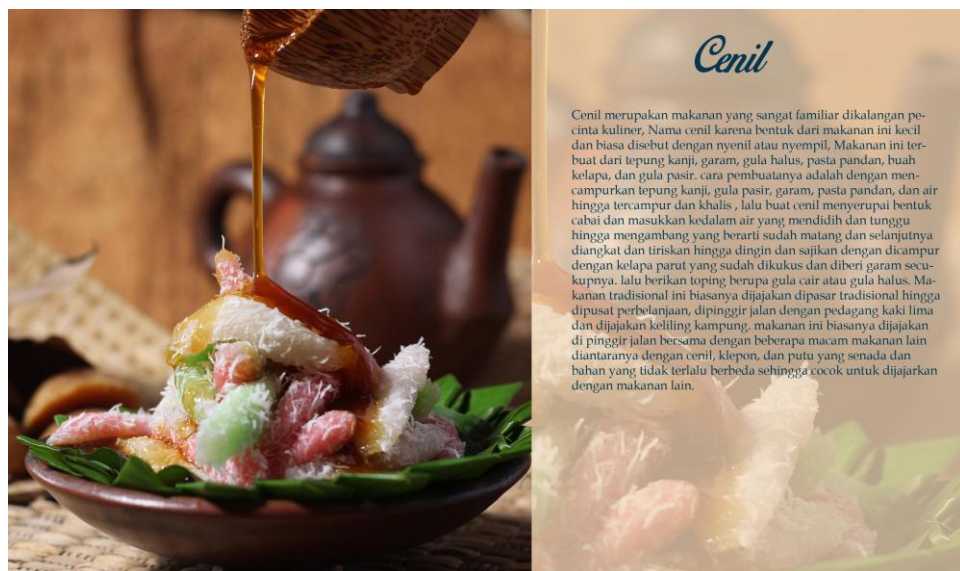 Cenil
Cenil merupakan makanan yang sangat familiar dikalangan pe-
cinta kuliner, Nama cenil karena bentuk dari makanan ini kecil
dan biasa disebut dengan nyenil atau nyempil, Makanan ini ter-
buat dari tepung kanji, garam, gula halus, pasta pandan, buah
kelapa, dan gula pasir. cara pembuatanya adalah dengan men-
campurkan tepung kanji, gula pasir, garam, pasta pandan, dan air
hingga tercampur dan khalis , lalu buat cenil menyerupai bentuk
cabai dan masukkan kedalam air yang mendidih dan tunggu
hingga mengambang yang berarti sudah matang dan selanjutnya
diangkat dan tiriskan hingga dingin dan sajikan dengan dicampur
dengan kelapa parut yang sudah dikukus dan diberi garam secu-
kupnya. lalu berikan toping berupa gula cair atau gula halus. Ma-
kanan tradisional ini biasanya dijajakan dipasar tradisional hingga
dipusat perbelanjaan, dipinggir jalan dengan pedagang kaki lima
dan dijajakan keliling kampung. makanan ini biasanya dijajakan
di pinggir jalan bersama dengan beberapa macam makanan lain
diantaranya dengan cenil, klepon, dan putu yang senada dan
bahan yang tidak terlalu berbeda sehingga cocok untuk dijajarkan
dengan makanan lain.